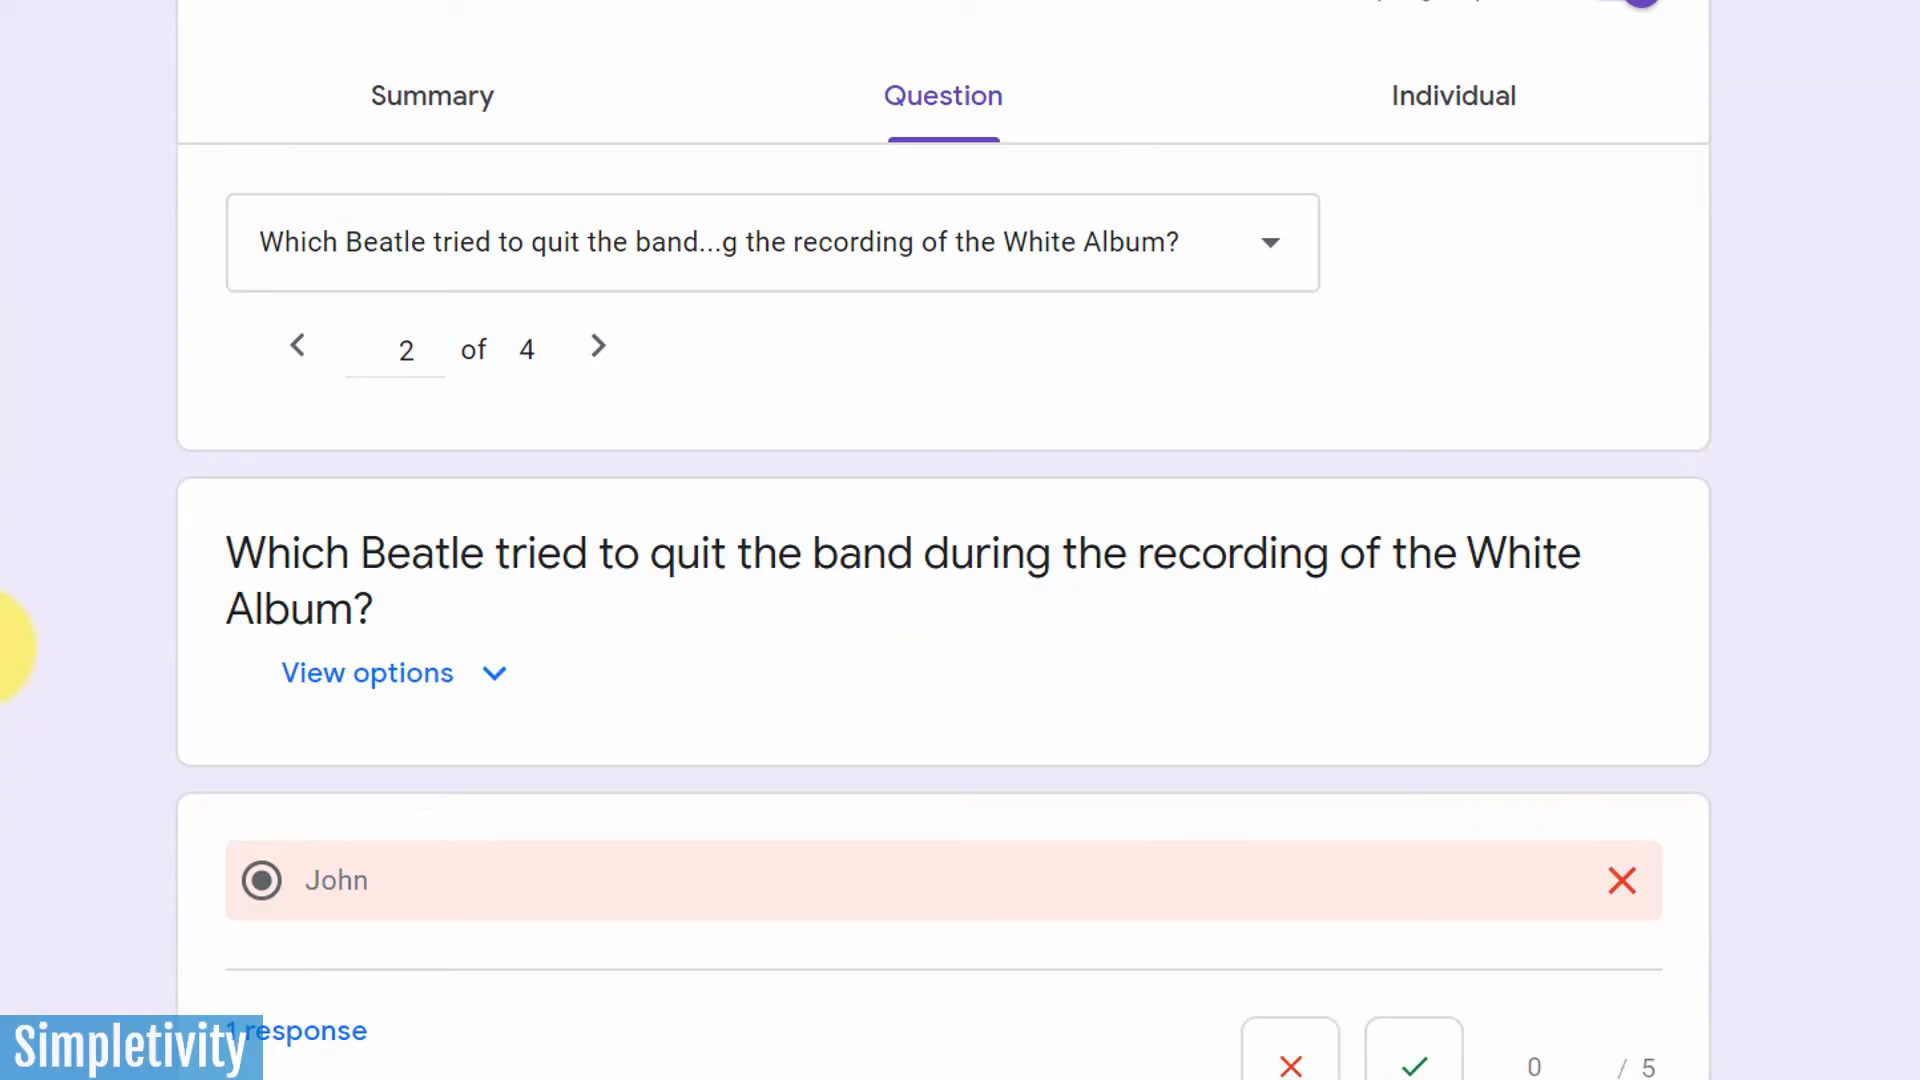 Summary
Question
Individual
Which Beatle tried to quit the band...g the recording of the White Album?
2 of 4
Which Beatle tried to quit the band during the recording of the White
Album?
View options
John
1 response
0 / 5
Simpletivity